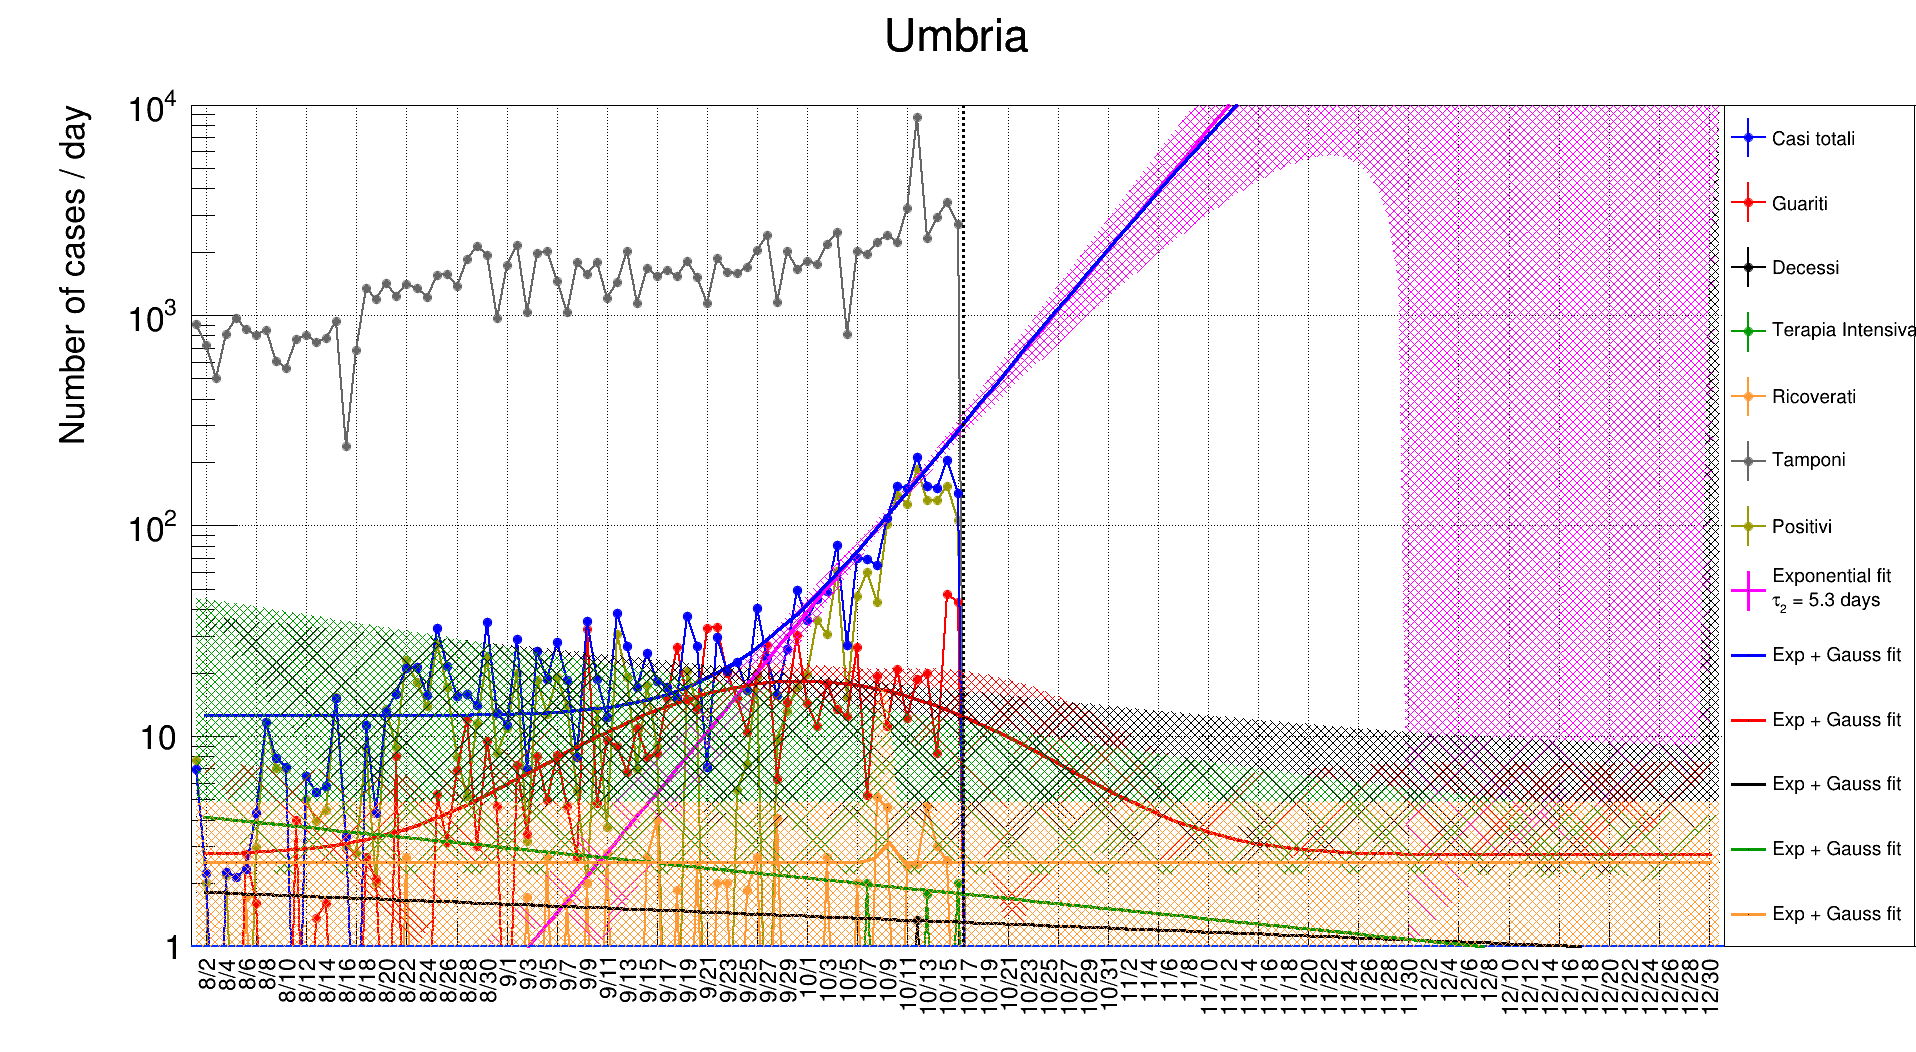 Umbria
Number of cases / day
10⁴
10³
10²
10
1
8/2 8/4 8/6 8/8 8/10 8/12 8/14 8/16 8/18 8/20 8/22 8/24 8/26 8/28 8/30 9/1 9/3 9/5 9/7 9/9 9/11 9/13 9/15 9/17 9/19 9/21 9/23 9/25 9/27 9/29 10/1 10/3 10/5 10/7 10/9 10/11 10/13 10/15 10/17 10/19 10/21 10/23 10/25 10/27 10/29 10/31 11/2 11/4 11/6 11/8 11/10 11/12 11/14 11/16 11/18 11/20 11/22 11/24 11/26 11/28 11/30 12/2 12/4 12/6 12/8 12/10 12/12 12/14 12/16 12/18 12/20 12/22 12/24 12/26 12/28 12/30
Casi totali
Guariti
Decessi
Terapia Intensiva
Ricoverati
Tamponi
Positivi
Exponential fit
τ₂ = 5.3 days
Exp + Gauss fit
Exp + Gauss fit
Exp + Gauss fit
Exp + Gauss fit
Exp + Gauss fit